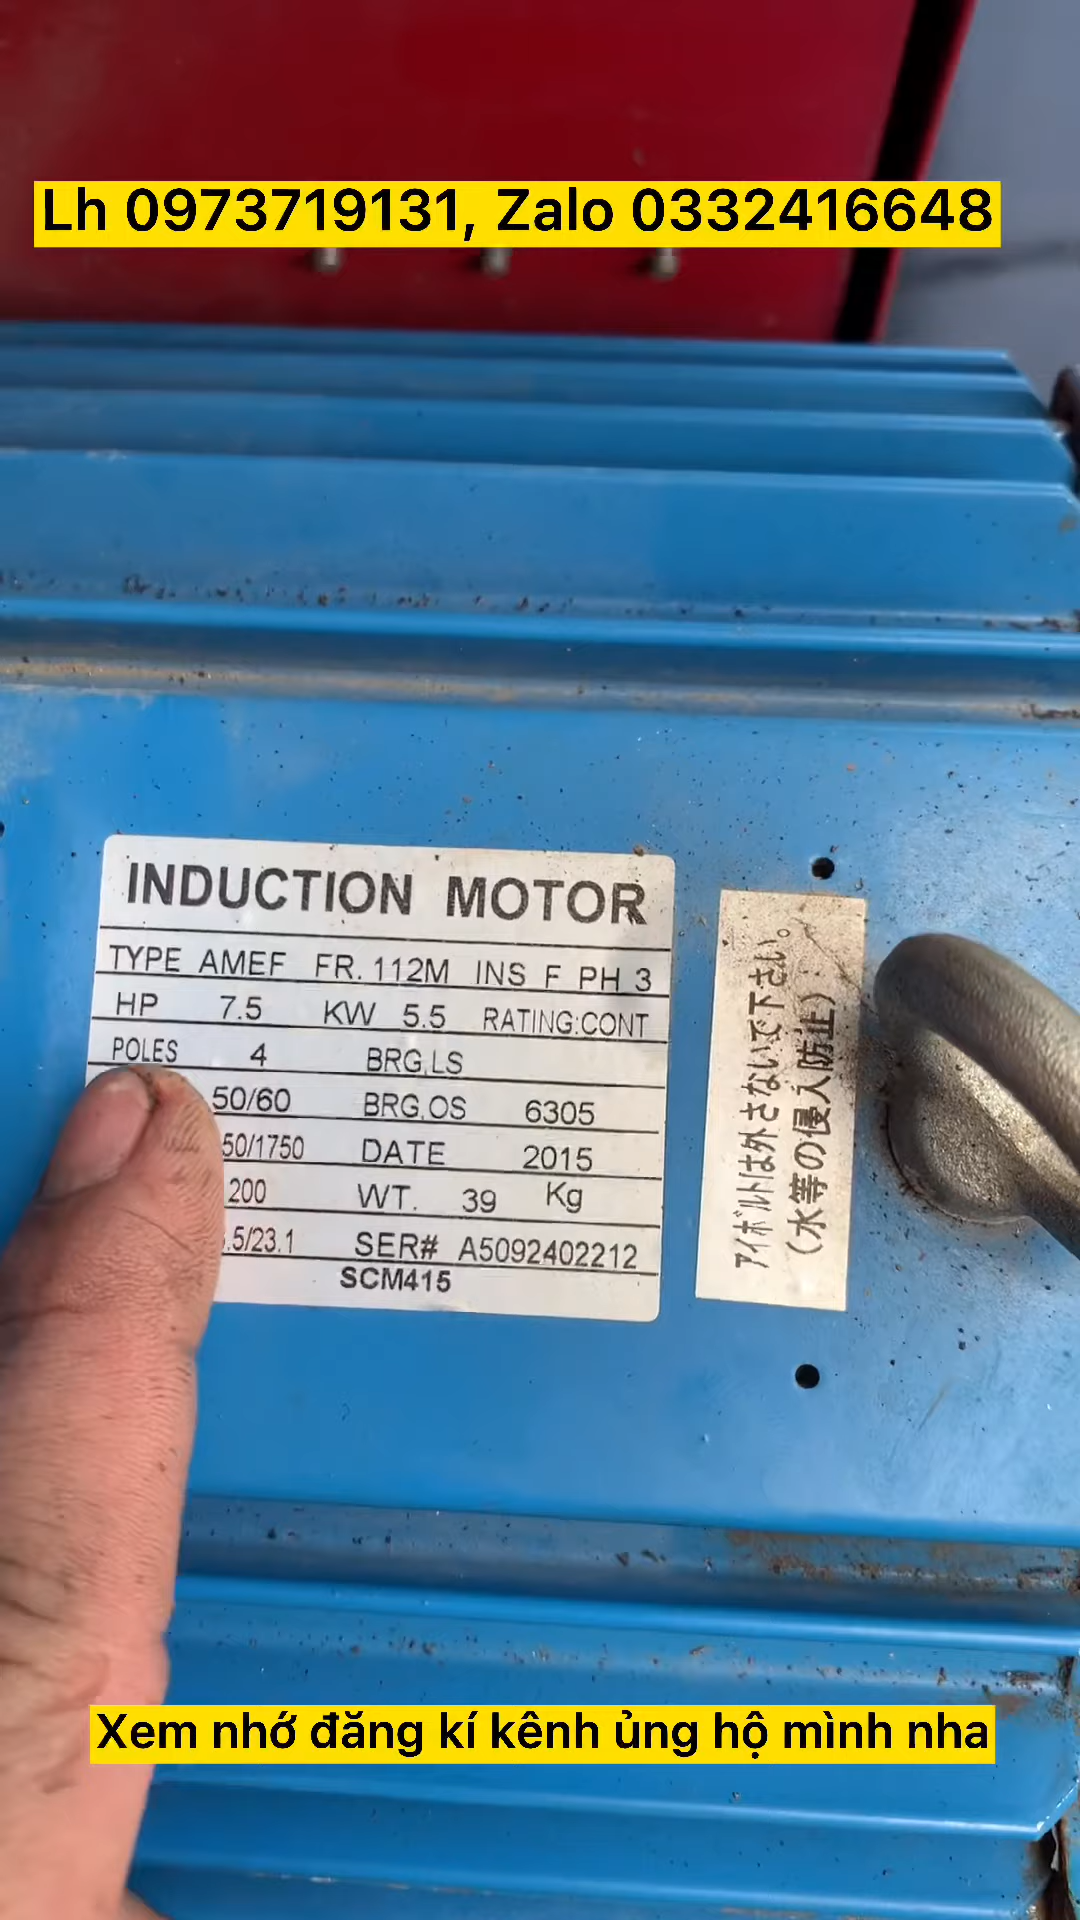 Lh 0973719131, Zalo 0332416648
INDUCTION MOTOR
TYPE AMEF FR. 112M INS F PH 3
HP 7.5 KW 5.5 RATING:CONT
POLES 4 BRG,LS
50/60 BRG,OS 6305
50/1750 DATE 2015
200 WT. 39 Kg
.5/23.1 SER# A5092402212
SCM415
アイボルトは外さないで下さい。
(水等の侵入防止)
Xem nhớ đăng kí kênh ủng hộ mình nha